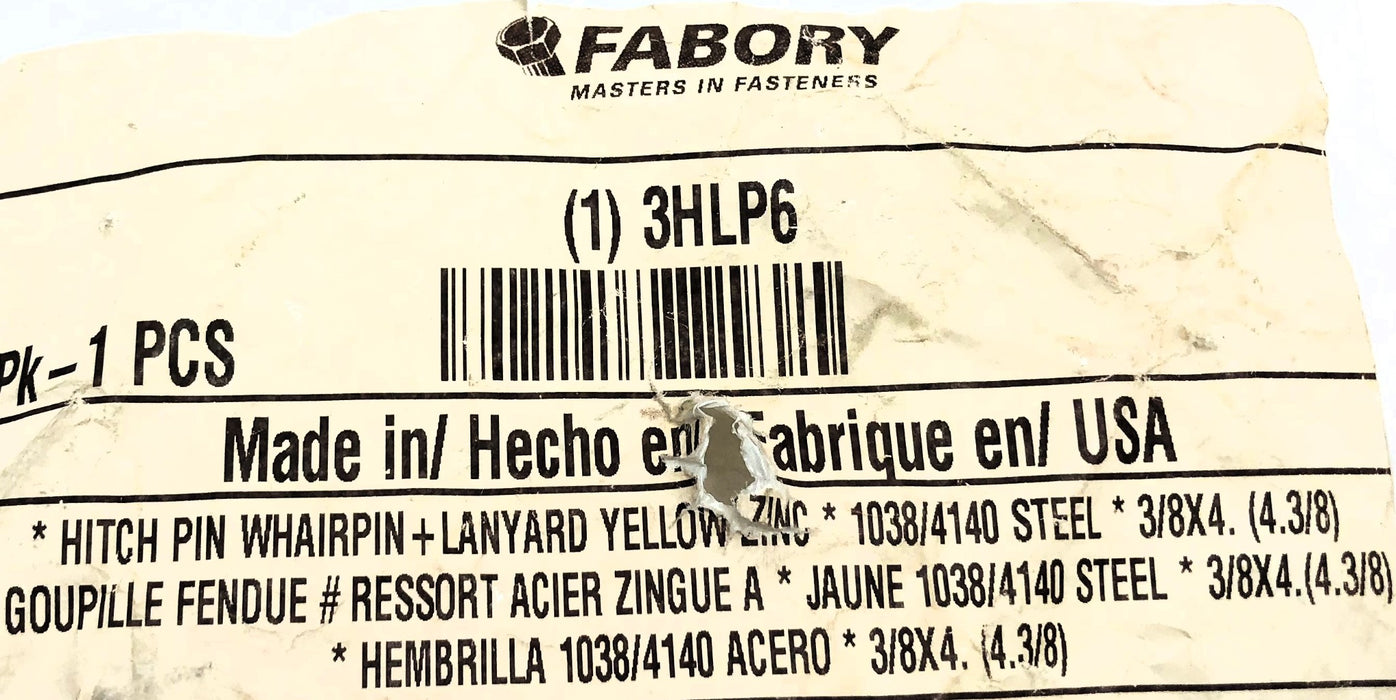 FABORY
MASTERS IN FASTENERS
(1) 3HLP6
Pk-1 PCS
Made in/ Hecho en/ Fabrique en/ USA
* HITCH PIN WHAIRPIN+LANYARD YELLOW ZINC * 1038/4140 STEEL * 3/8X4. (4.3/8)
GOUPILLE FENDUE # RESSORT ACIER ZINGUE A * JAUNE 1038/4140 STEEL * 3/8X4.(4.3/8)
* HEMBRILLA 1038/4140 ACERO * 3/8X4. (4.3/8)